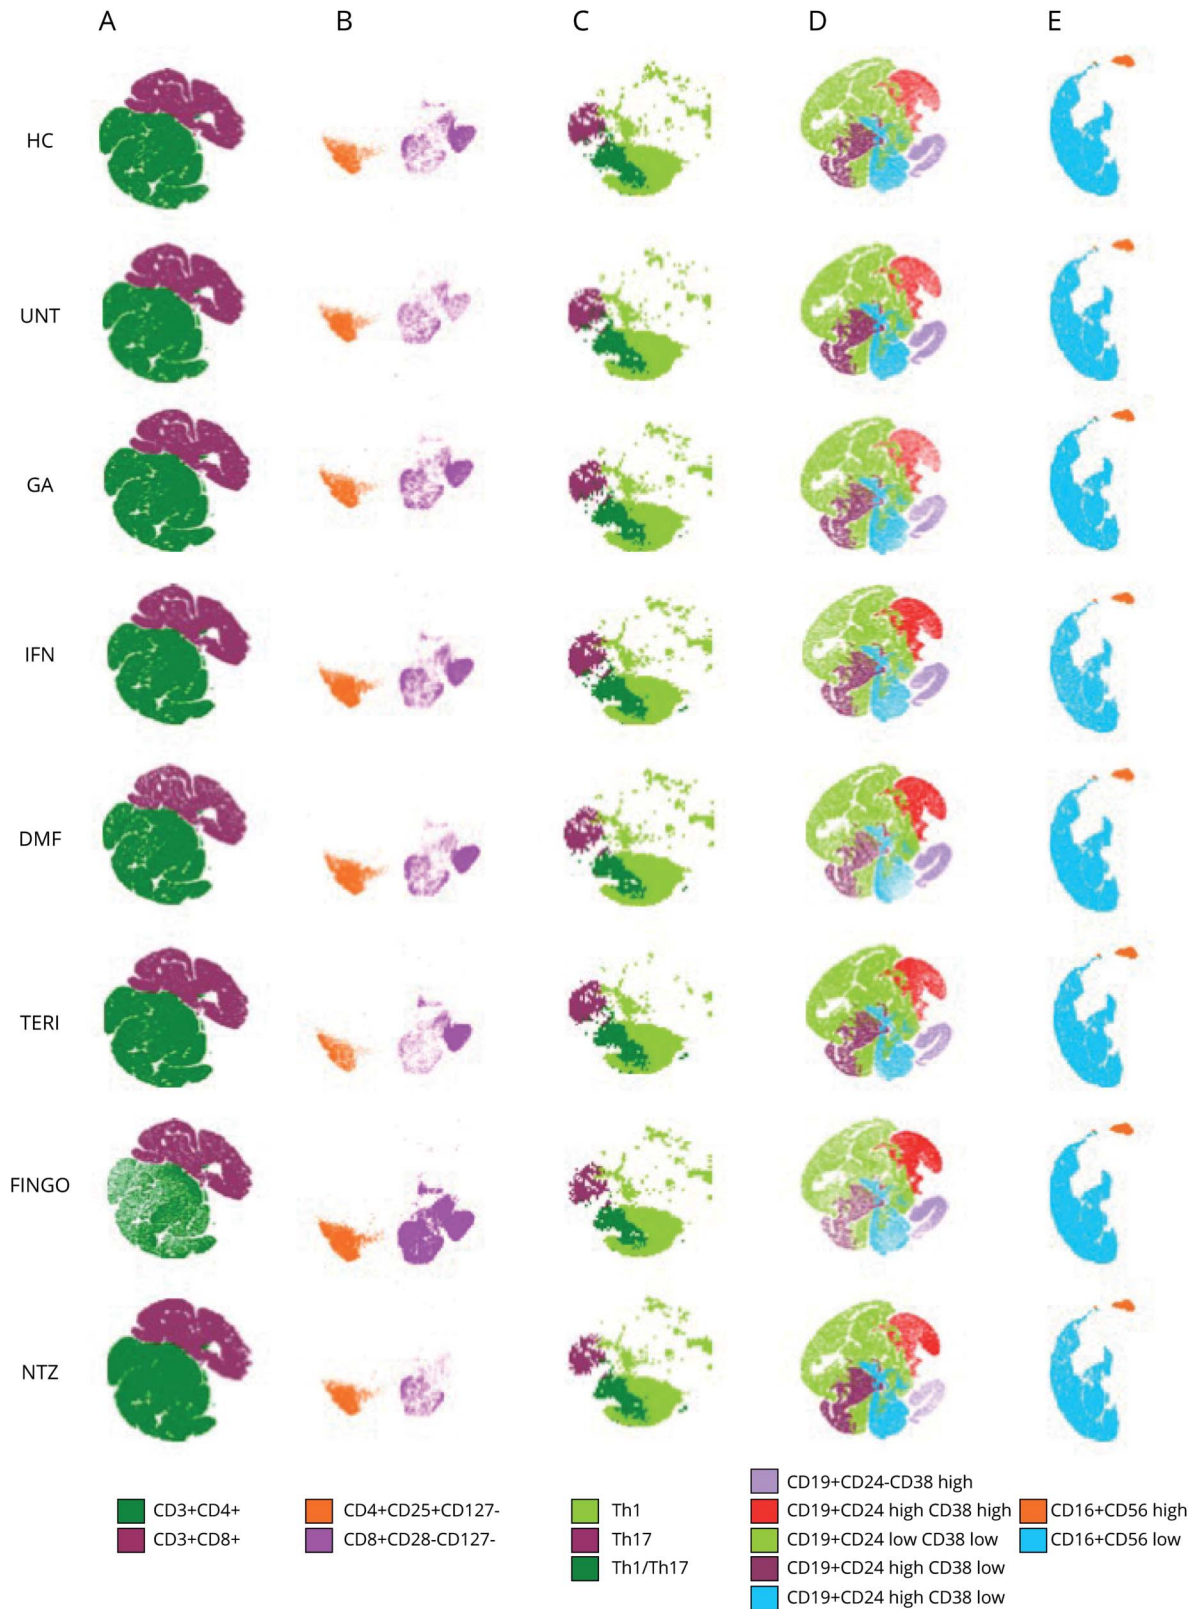 A B C D E
HC
UNT
GA
IFN
DMF
TERI
FINGO
NTZ
CD3+CD4+
CD3+CD8+
CD4+CD25+CD127-
CD8+CD28-CD127-
Th1
Th17
Th1/Th17
CD19+CD24-CD38 high
CD19+CD24 high CD38 high
CD19+CD24 low CD38 low
CD19+CD24 high CD38 low
CD19+CD24 high CD38 low
CD16+CD56 high
CD16+CD56 low